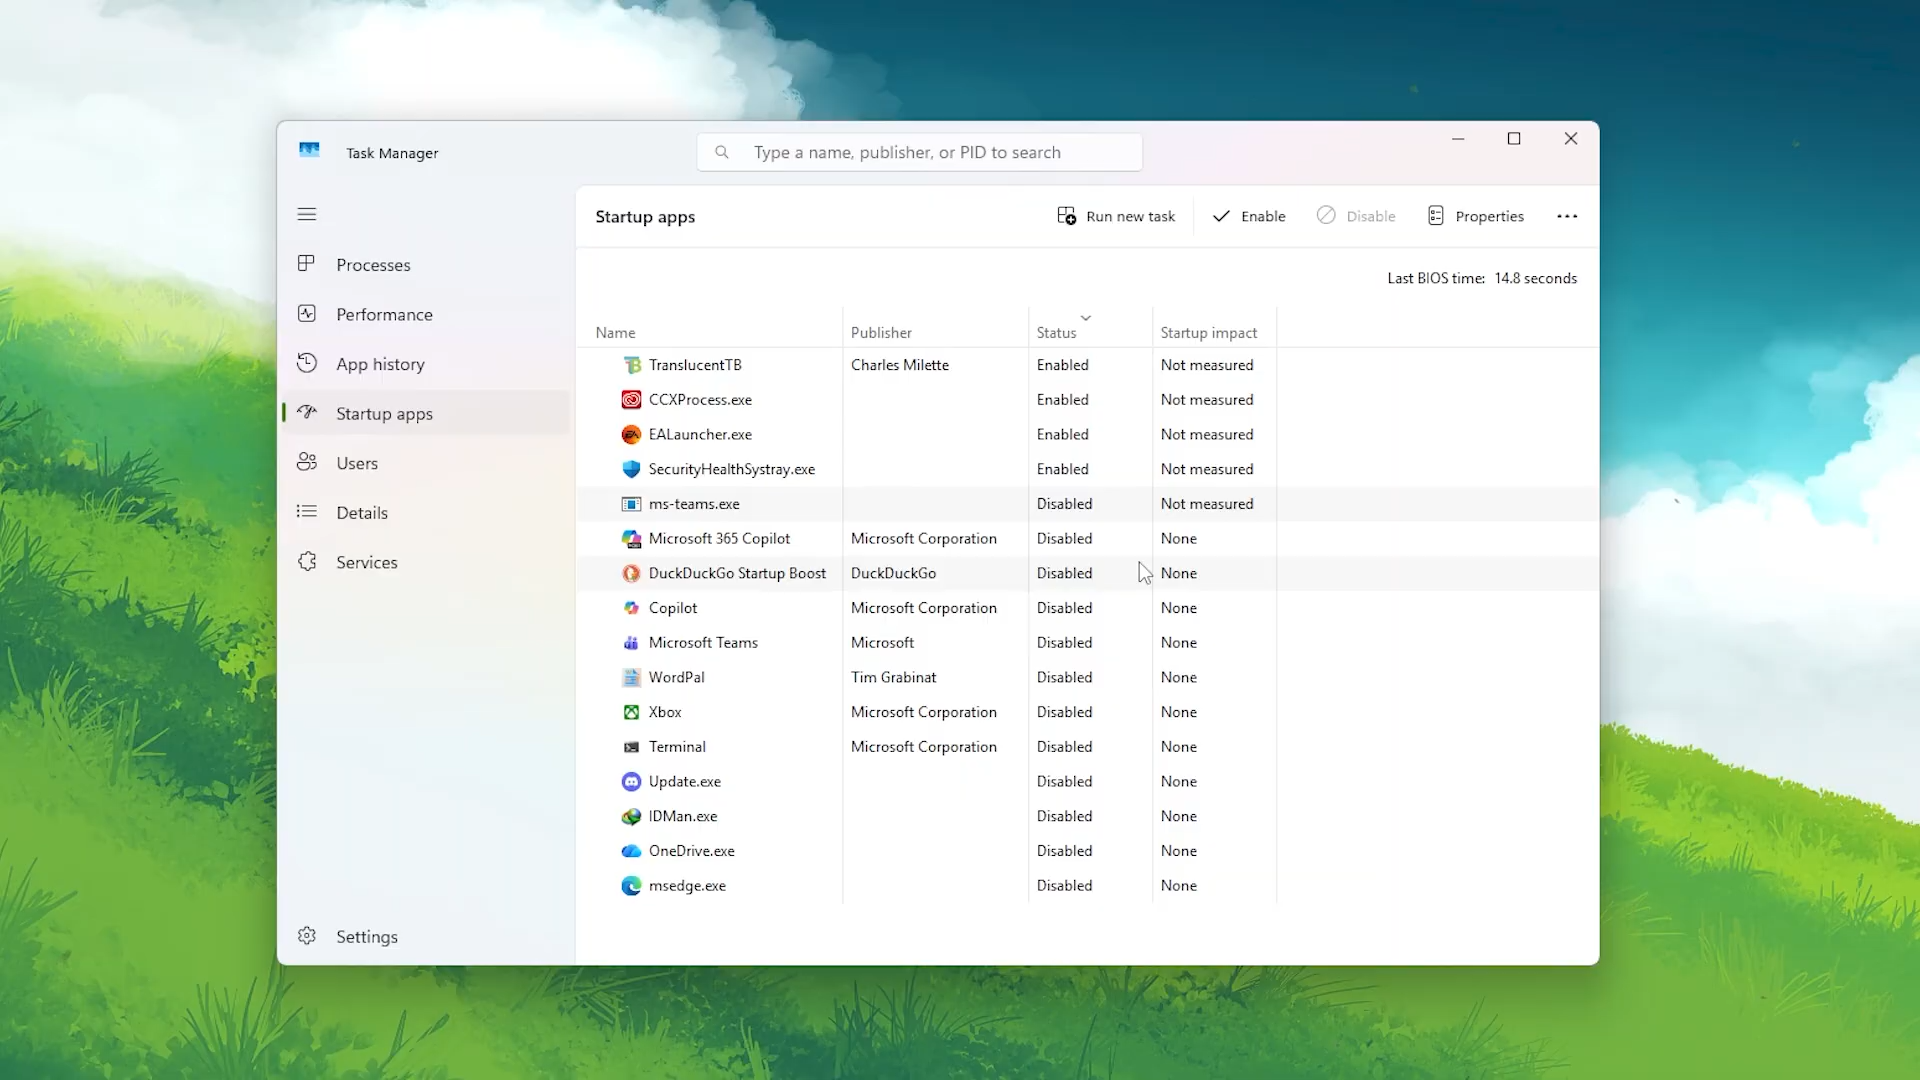 Task Manager
Type a name, publisher, or PID to search
Startup apps
Run new task
Enable
Disable
Properties
Processes
Performance
App history
Startup apps
Users
Details
Services
Settings
Last BIOS time: 14.8 seconds
Name Publisher Status Startup impact
TranslucentTB Charles Milette Enabled Not measured
CCXProcess.exe Enabled Not measured
EALauncher.exe Enabled Not measured
SecurityHealthSystray.exe Enabled Not measured
ms-teams.exe Disabled Not measured
Microsoft 365 Copilot Microsoft Corporation Disabled None
DuckDuckGo Startup Boost DuckDuckGo Disabled None
Copilot Microsoft Corporation Disabled None
Microsoft Teams Microsoft Disabled None
WordPal Tim Grabinat Disabled None
Xbox Microsoft Corporation Disabled None
Terminal Microsoft Corporation Disabled None
Update.exe Disabled None
IDMan.exe Disabled None
OneDrive.exe Disabled None
msedge.exe Disabled None